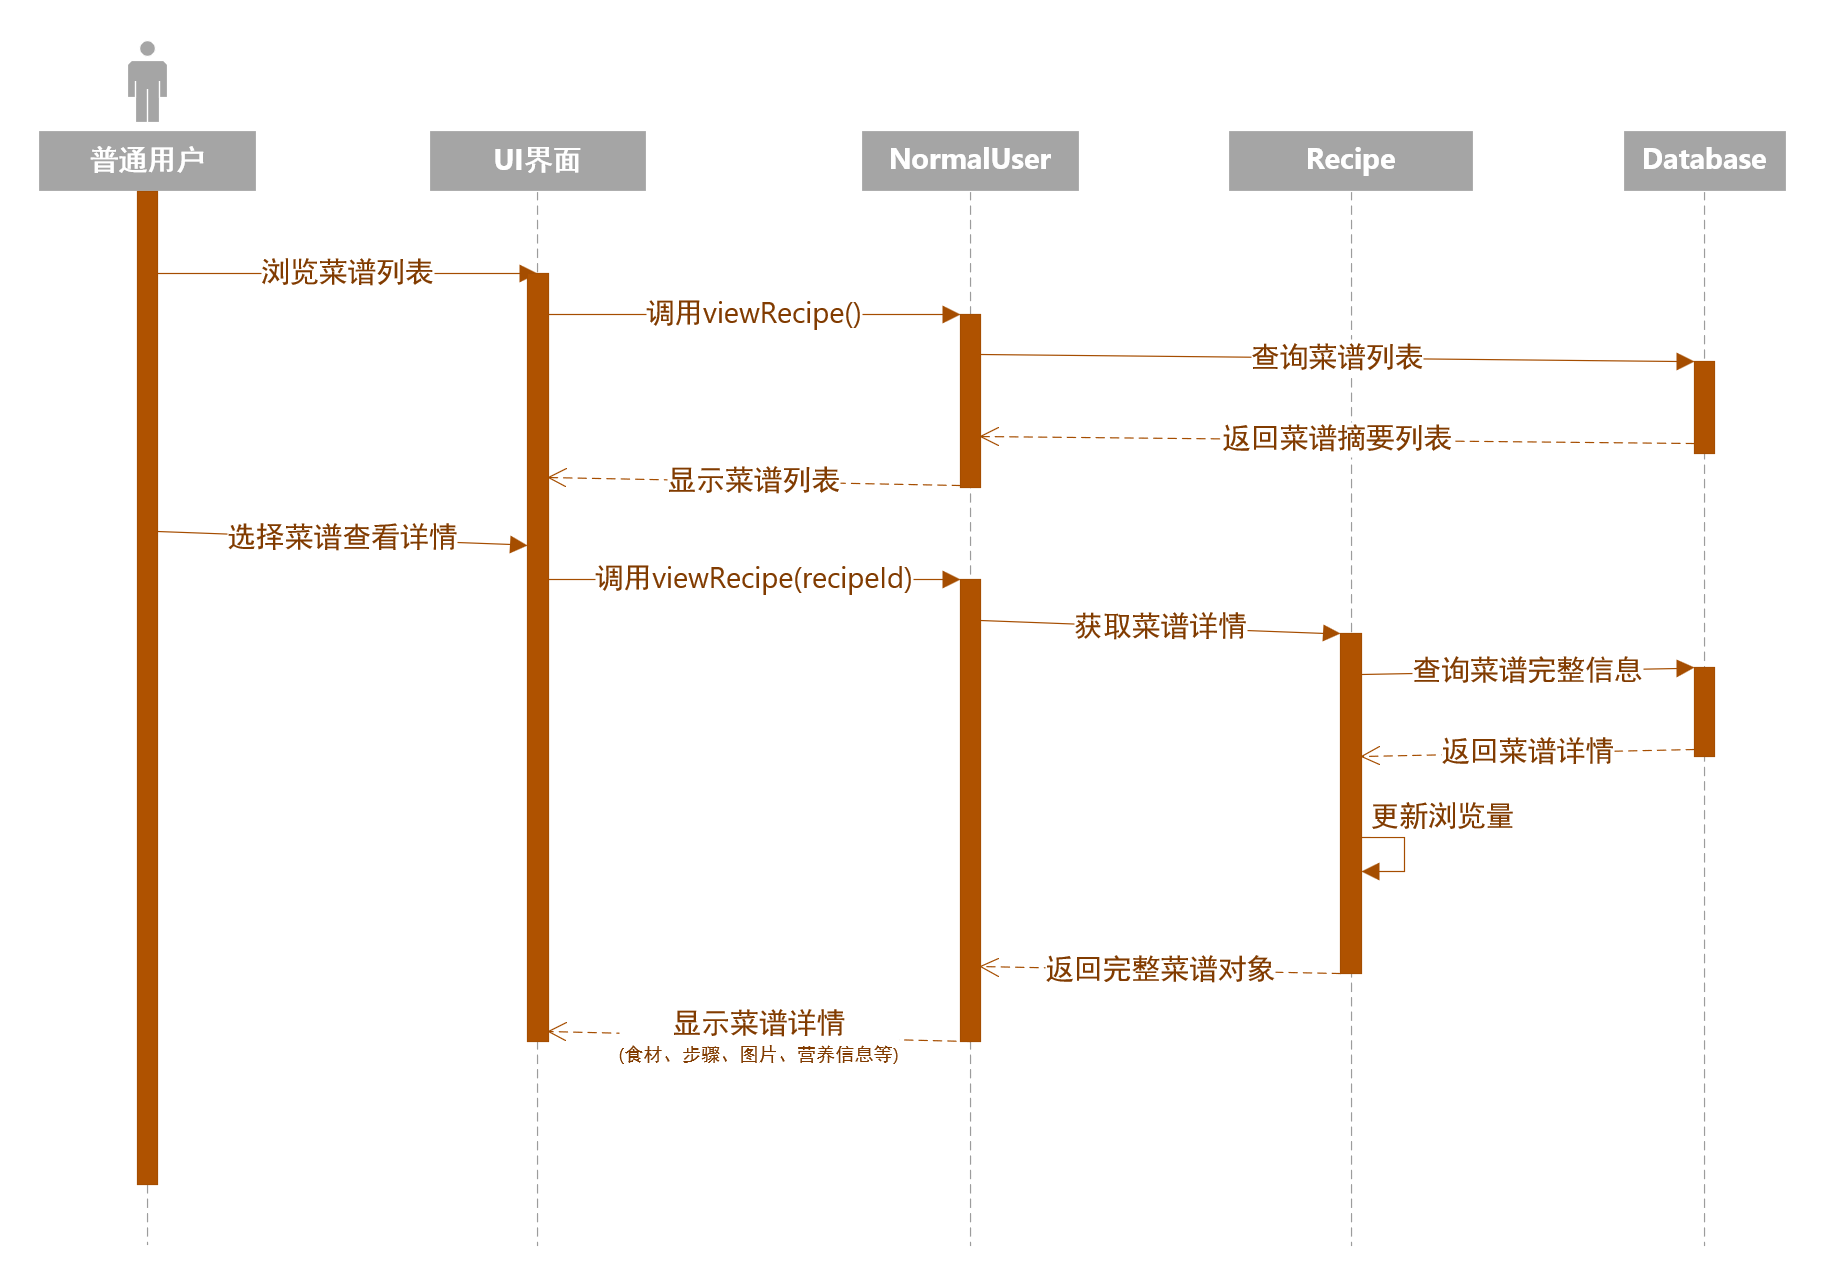 普通用户
UI界面
NormalUser
Recipe
Database
浏览菜谱列表
调用viewRecipe()
查询菜谱列表
返回菜谱摘要列表
显示菜谱列表
选择菜谱查看详情
调用viewRecipe(recipeId)
获取菜谱详情
查询菜谱完整信息
返回菜谱详情
更新浏览量
返回完整菜谱对象
显示菜谱详情
(食材、步骤、图片、营养信息等)